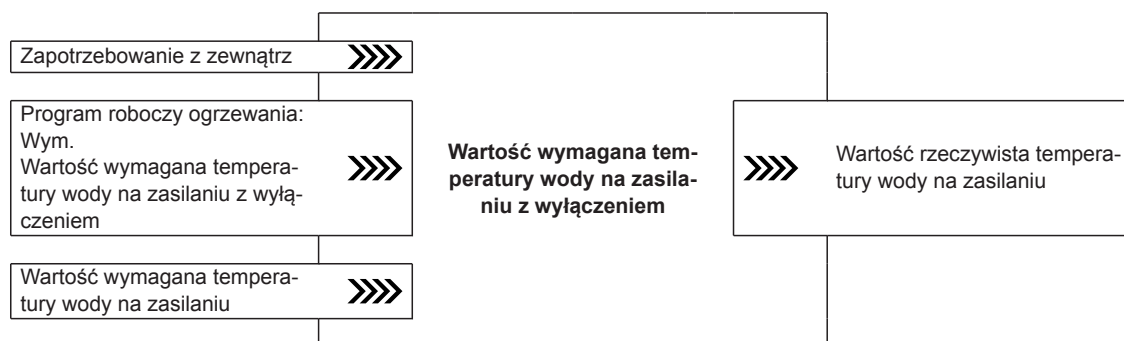 Zapotrzebowanie z zewnątrz
Program roboczy ogrzewania:
Wym.
Wartość wymagana tempera-
tury wody na zasilaniu z wyłą-
czeniem
Wartość wymagana tempera-
tury wody na zasilaniu
Wartość wymagana tem-
peratury wody na zasila-
niu z wyłączeniem
Wartość rzeczywista tempera-
tury wody na zasilaniu